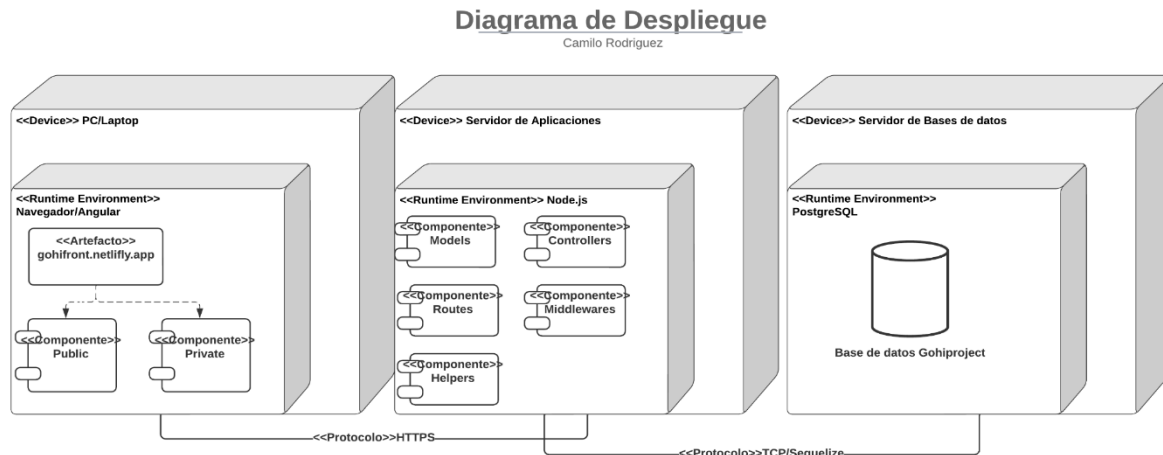 Diagrama de Despliegue
Camilo Rodriguez
<<Device>> PC/Laptop
<<Runtime Environment>>
Navegador/Angular
<<Artefacto>>
gohifront.netlifly.app
<<Componente>>
Public
<<Componente>>
Private
<<Device>> Servidor de Aplicaciones
<<Runtime Environment>> Node.js
<<Componente>>
Models
<<Componente>>
Controllers
<<Componente>>
Routes
<<Componente>>
Middlewares
<<Componente>>
Helpers
<<Device>> Servidor de Bases de datos
<<Runtime Environment>>
PostgreSQL
Base de datos Gohiproject
<<Protocolo>>HTTPS
<<Protocolo>>TCP/Sequelize